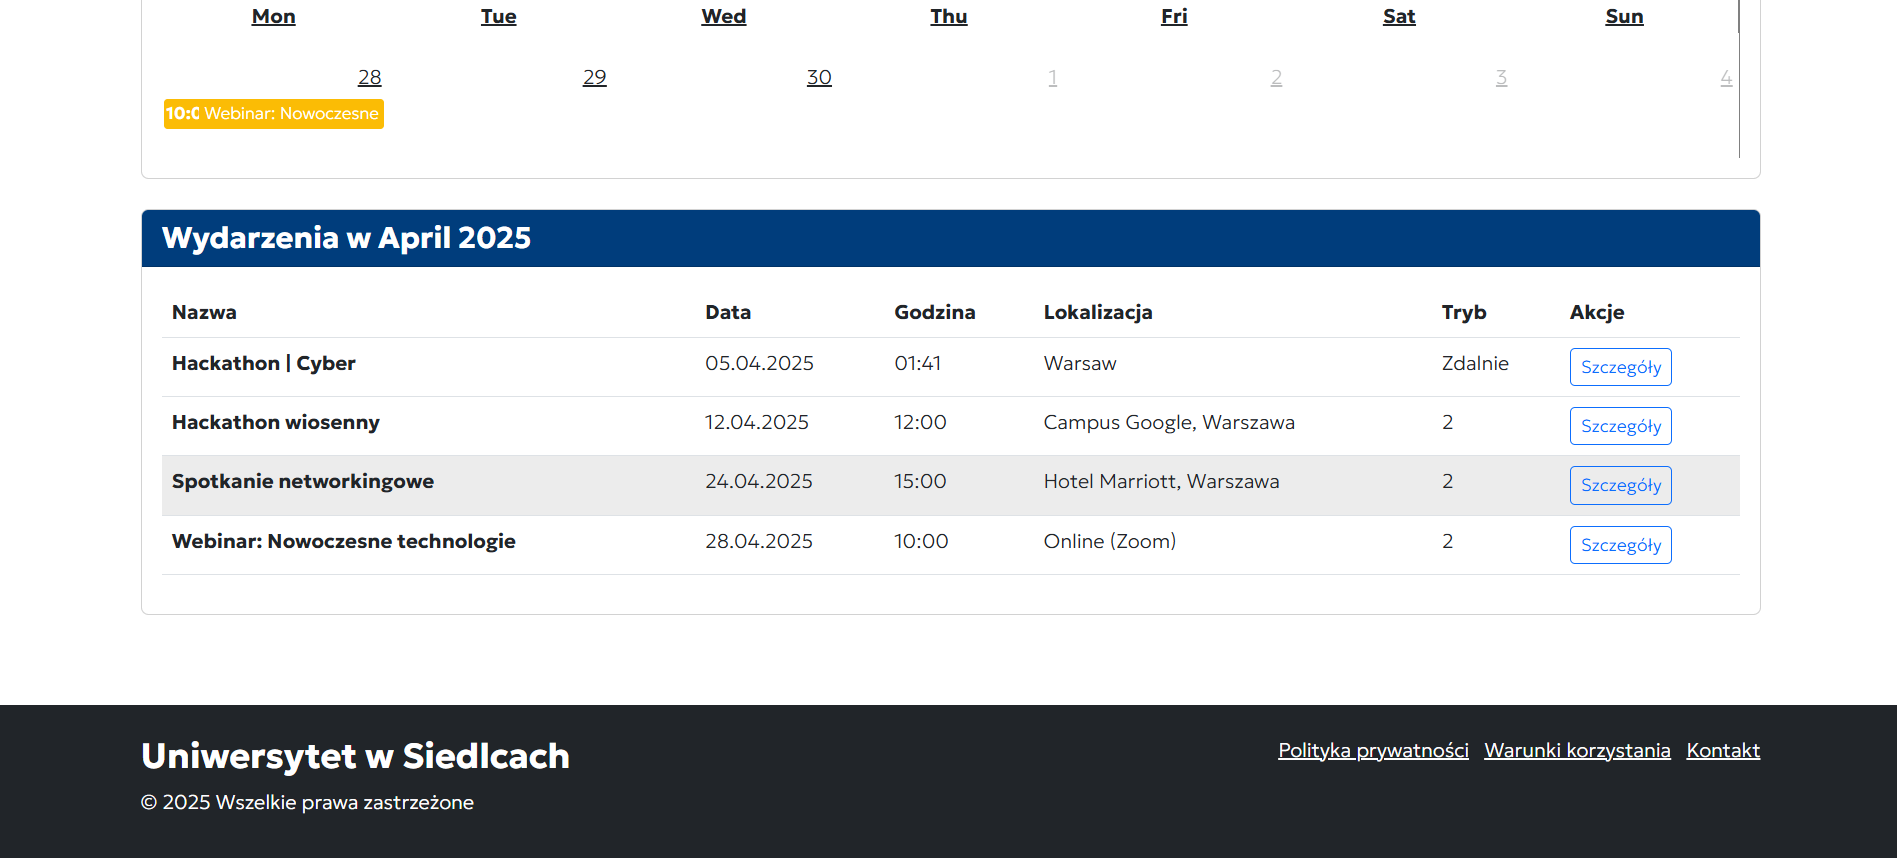 Mon Tue Wed Thu Fri Sat Sun
28 29 30 1 2 3 4
Webinar: Nowoczesne
Wydarzenia w April 2025
Nazwa Data Godzina Lokalizacja Tryb Akcje
Hackathon | Cyber 05.04.2025 01:41 Warsaw Zdalnie Szczegóły
Hackathon wiosenny 12.04.2025 12:00 Campus Google, Warszawa 2 Szczegóły
Spotkanie networkingowe 24.04.2025 15:00 Hotel Marriott, Warszawa 2 Szczegóły
Webinar: Nowoczesne technologie 28.04.2025 10:00 Online (Zoom) 2 Szczegóły
Uniwersytet w Siedlcach
Polityka prywatności Warunki korzystania Kontakt
© 2025 Wszelkie prawa zastrzeżone